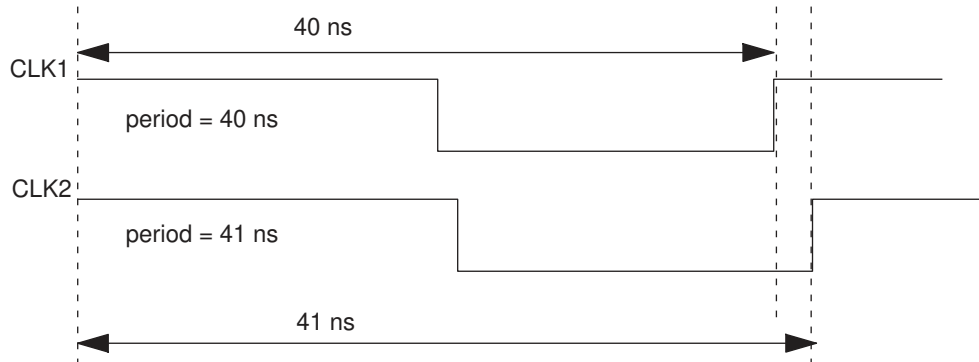 40 ns
CLK1
period = 40 ns
CLK2
period = 41 ns
41 ns